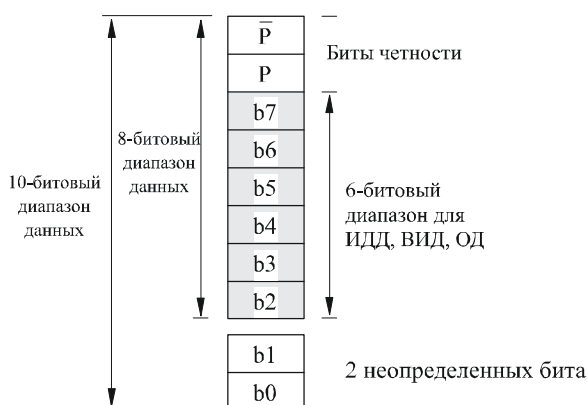 P̅
P
b7
b6
b5
b4
b3
b2
b1
b0
Биты четности
8-битовый
диапазон
данных
10-битовый
диапазон
данных
6-битовый
диапазон для
ИДД, ВИД, ОД
2 неопределенных бита